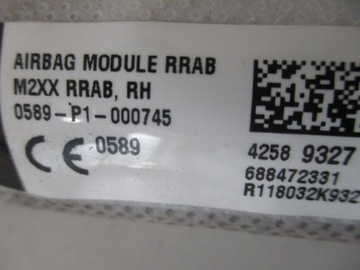 AIRBAG MODULE RRAB
M2XX RRAB, RH
0589-P1-000745
CE 0589
4258 9327
688472331
R118032K932